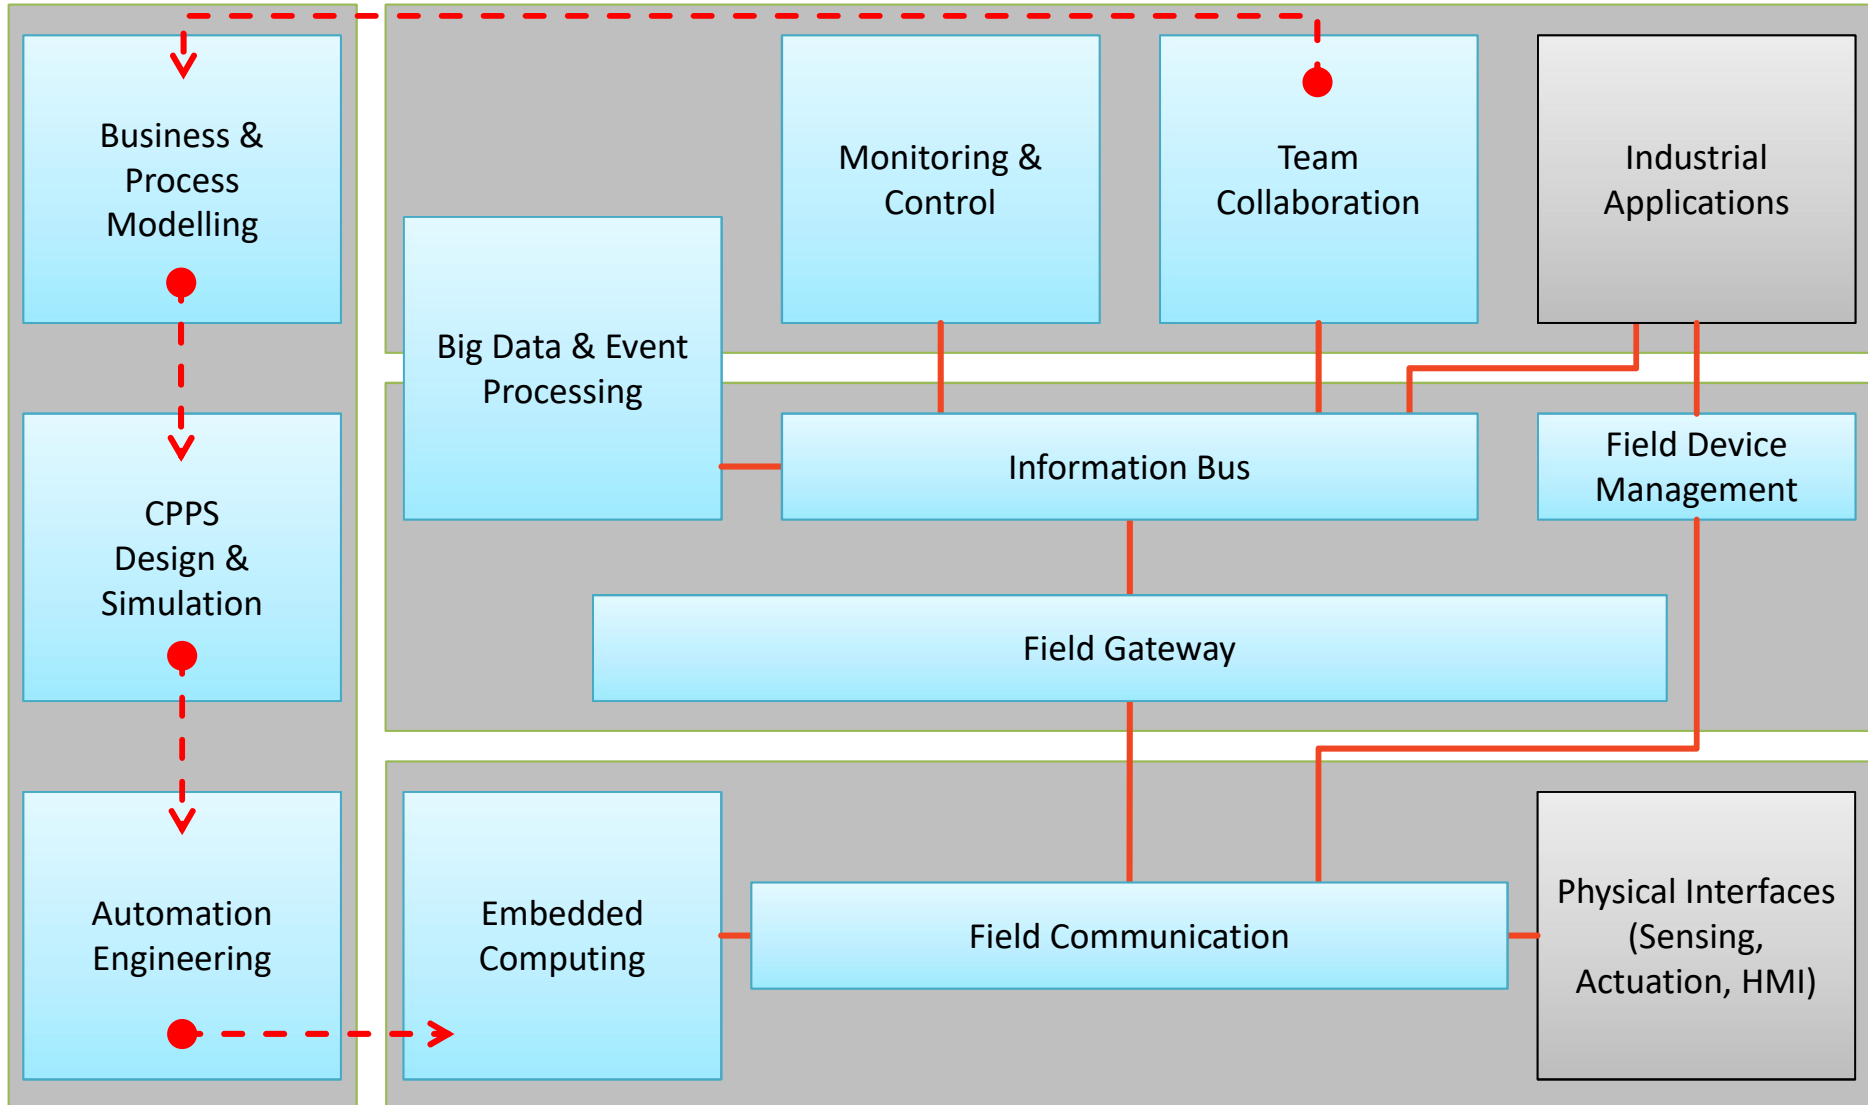 Business &
Process
Modelling
Monitoring &
Control
Team
Collaboration
Industrial
Applications
Big Data & Event
Processing
Information Bus
Field Device
Management
CPPS
Design &
Simulation
Field Gateway
Automation
Engineering
Embedded
Computing
Field Communication
Physical Interfaces
(Sensing,
Actuation, HMI)